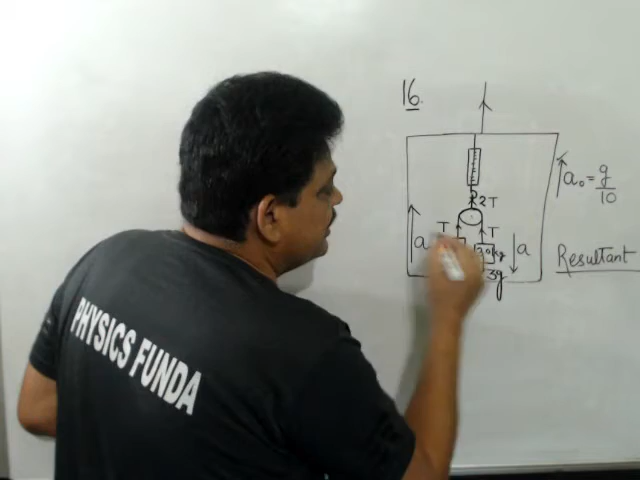 16.
2T
a₀ = g/10
T
T
a
a
3g
Resultant
PHYSICS FUNDA